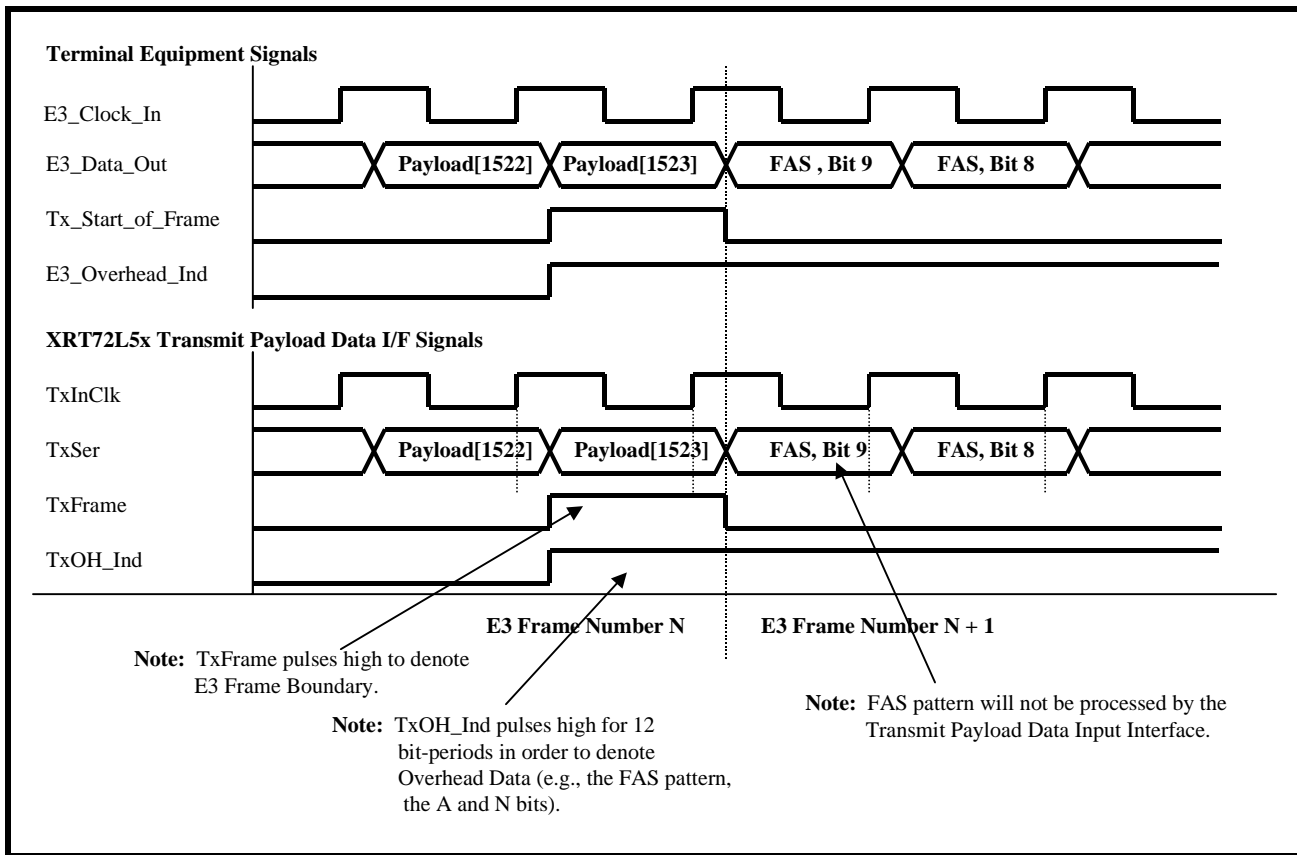 Terminal Equipment Signals
E3_Clock_In
E3_Data_Out
Payload[1522] Payload[1523] FAS , Bit 9 FAS, Bit 8
Tx_Start_of_Frame
E3_Overhead_Ind
XRT72L5x Transmit Payload Data I/F Signals
TxInClk
TxSer
Payload[1522] Payload[1523] FAS, Bit 9 FAS, Bit 8
TxFrame
TxOH_Ind
E3 Frame Number N E3 Frame Number N + 1
Note: TxFrame pulses high to denote
E3 Frame Boundary.
Note: TxOH_Ind pulses high for 12
bit-periods in order to denote
Overhead Data (e.g., the FAS pattern,
the A and N bits).
Note: FAS pattern will not be processed by the
Transmit Payload Data Input Interface.